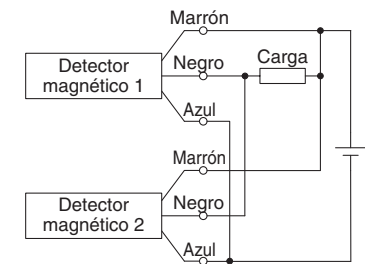 Marrón
Detector
magnético 1
Negro
Carga
Azul
Marrón
Detector
magnético 2
Negro
Azul